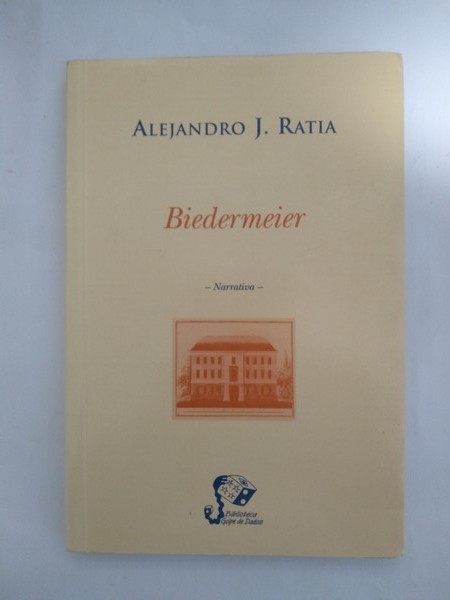 ALEJANDRO J. RATIA
Biedermeier
– Narrativa –
Biblioteca
Golpe de Dados